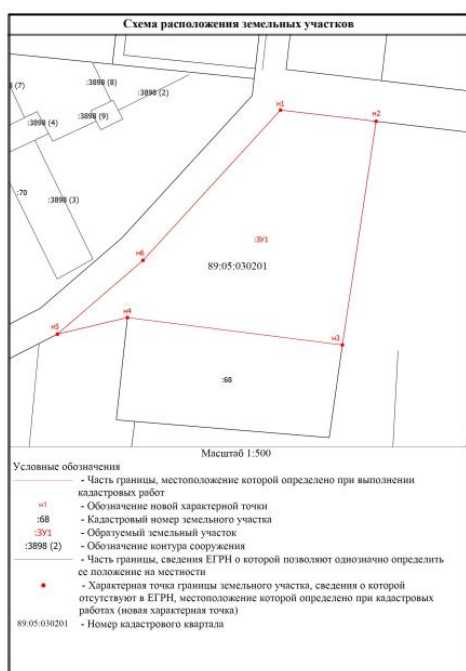 Схема расположения земельных участков
(7)
:3898 (8)
:3898 (2)
:3898 (4)
:3898 (9)
н1
н2
:70
:3898 (3)
:ЗУ1
н6
89:05:030201
н4
н5
н3
:68
Масштаб 1:500
Условные обозначения
- Часть границы, местоположение которой определено при выполнении
кадастровых работ
н1 - Обозначение новой характерной точки
:68 - Кадастровый номер земельного участка
:ЗУ1 - Образуемый земельный участок
:3898 (2) - Обозначение контура сооружения
- Часть границы, сведения ЕГРН о которой позволяют однозначно определить
ее положение на местности
- Характерная точка границы земельного участка, сведения о которой
отсутствуют в ЕГРН, местоположение которой определено при кадастровых
работах (новая характерная точка)
89:05:030201 - Номер кадастрового квартала